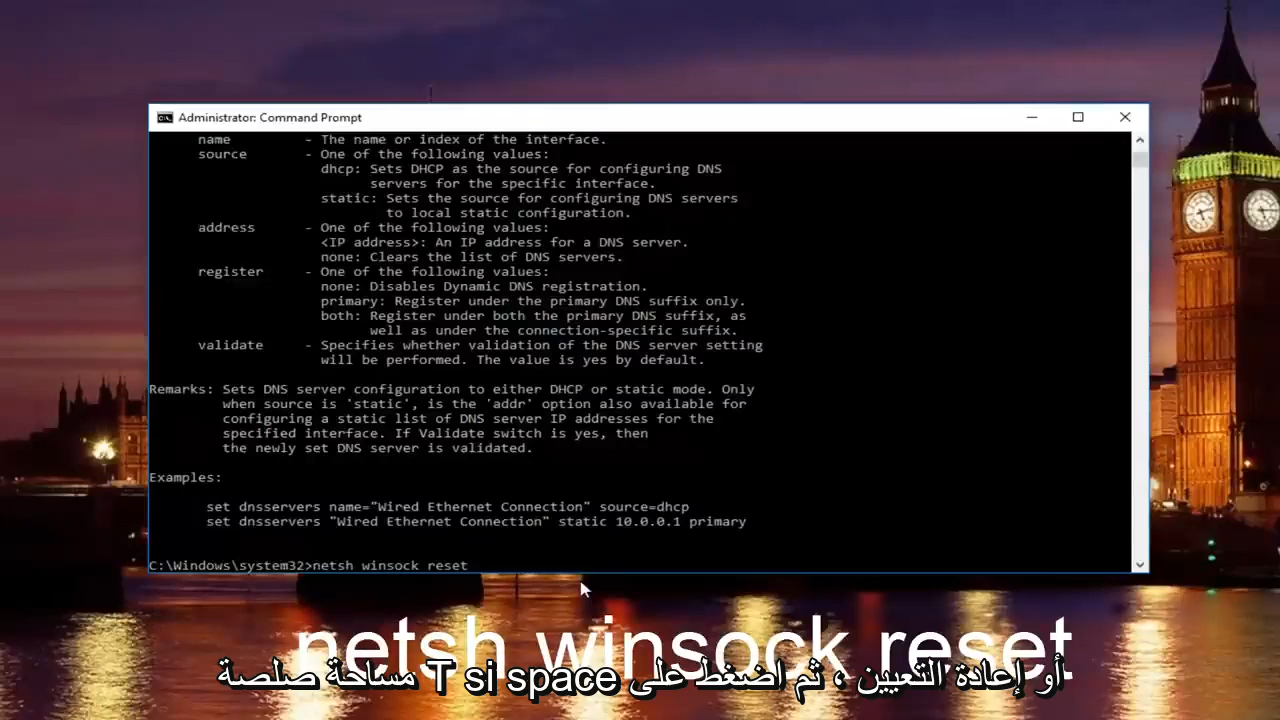 Administrator: Command Prompt
name - The name or index of the interface.
source - One of the following values:
dhcp: Sets DHCP as the source for configuring DNS
servers for the specific interface.
static: Sets the source for configuring DNS servers
to local static configuration.
address - One of the following values:
<IP address>: An IP address for a DNS server.
none: Clears the list of DNS servers.
register - One of the following values:
none: Disables Dynamic DNS registration.
primary: Register under the primary DNS suffix only.
both: Register under both the primary DNS suffix, as
well as under the connection-specific suffix.
validate - Specifies whether validation of the DNS server setting
will be performed. The value is yes by default.
Remarks: Sets DNS server configuration to either DHCP or static mode. Only
when source is 'static', is the 'addr' option also available for
configuring a static list of DNS server IP addresses for the
specified interface. If Validate switch is yes, then
the newly set DNS server is validated.
Examples:
set dnsservers name="Wired Ethernet Connection" source=dhcp
set dnsservers "Wired Ethernet Connection" static 10.0.0.1 primary
C:\Windows\system32>netsh winsock reset
netsh winsock reset
أو إعادة التعيين ، ثم اضغط على T si space مساحة صلصة